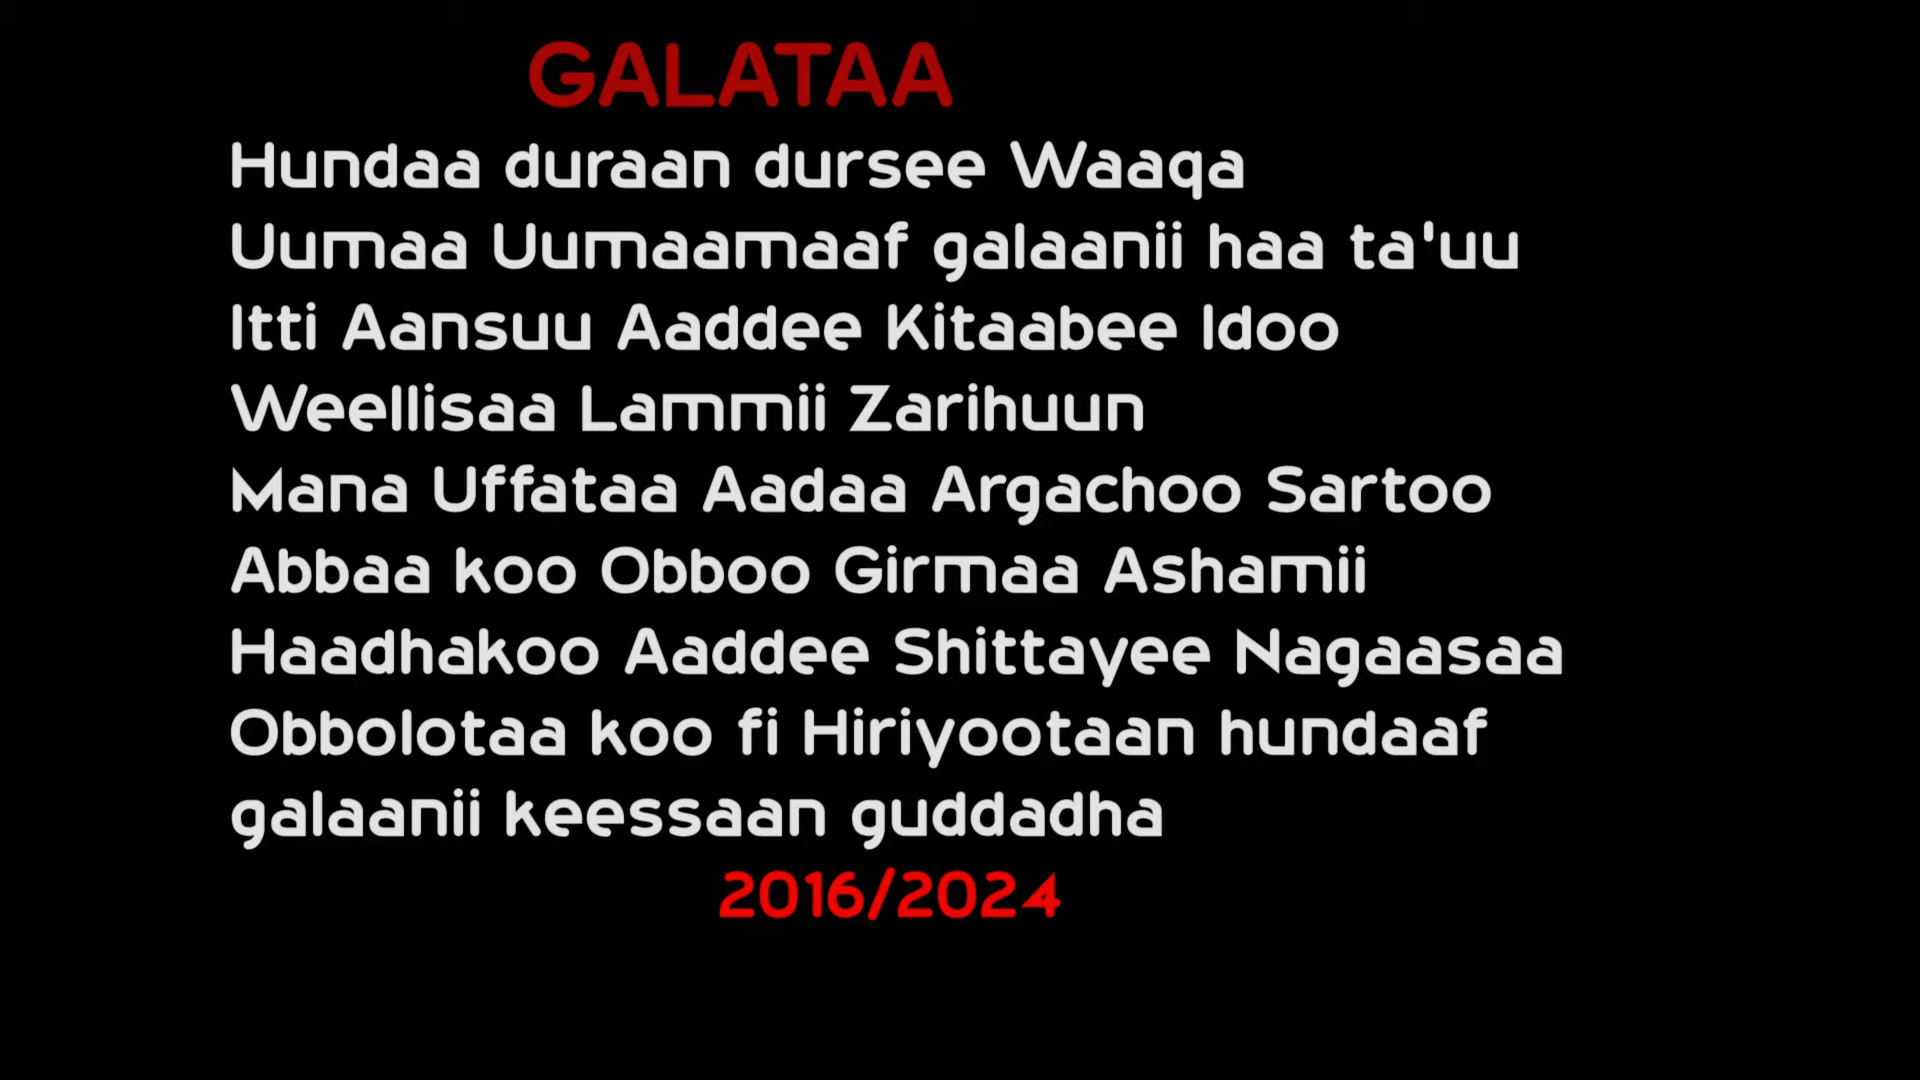 GALATAA
Hundaa duraan dursee Waaqa
Uumaa Uumaamaaf galaanii haa ta'uu
Itti Aansuu Aaddee Kitaabee Idoo
Weellisaa Lammii Zarihuun
Mana Uffataa Aadaa Argachoo Sartoo
Abbaa koo Obboo Girmaa Ashamii
Haadhakoo Aaddee Shittayee Nagaasaa
Obbolotaa koo fi Hiriyootaan hundaaf
galaanii keessaan guddadha
2016/2024